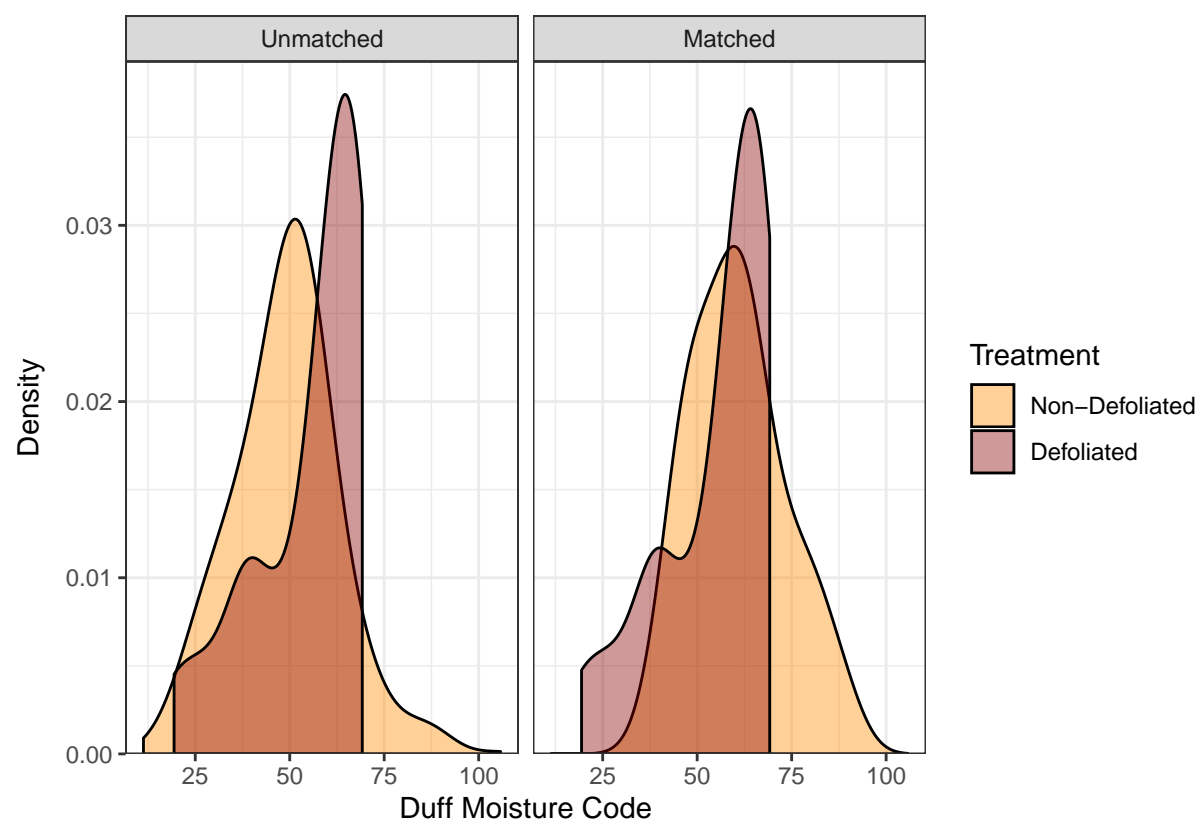 Unmatched
Matched
Density
0.03
0.02
0.01
0.00
25 50 75 100
25 50 75 100
Duff Moisture Code
Treatment
Non−Defoliated
Defoliated